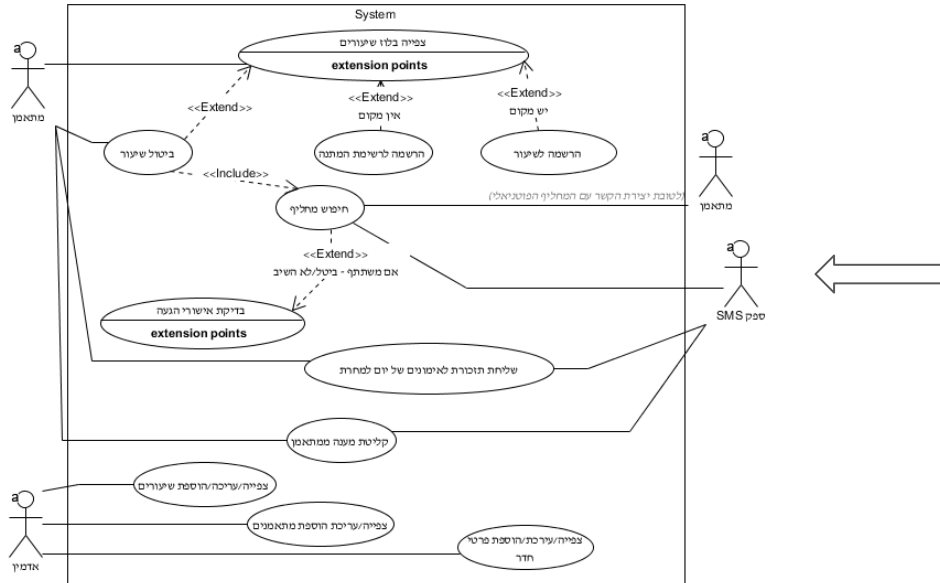 System
a
צפייה בלוז שיעורים
extension points
מתאמן
<<Extend>>
<<Extend>>
אין מקום
<<Extend>>
יש מקום
ביטול שיעור
הרשמה לרשימת המתנה
הרשמה לשיעור
a
<<Include>>
חיפוש מחליף
(לטובת יצירת הקשר עם המחליף הפוטניאלי)
מתאמן
<<Extend>>
אם משתתף - ביטל/לא השיב
a
בדיקת אישורי הגעה
extension points
ספק SMS
שליחת תזכורת לאימונים של יום למחרת
קליטת מענה ממתאמן
צפייה/עריכה/הוספת שיעורים
a
צפייה/עריכת הוספת מתאמנים
צפייה/עירכת/הוספת פרטי
חדר
אדמין